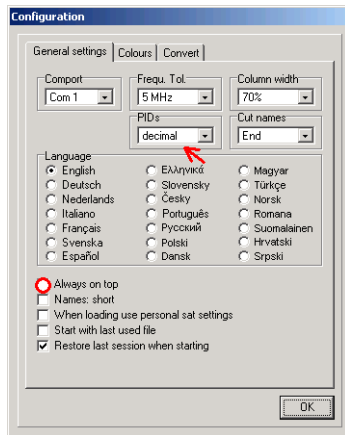 Configuration
General settings Colours Convert
Comport Frequ. Tol. Column width
Com 1 5 MHz 70%
PIDs Cut names
decimal End
Language
English Ελληνικά Magyar
Deutsch Slovensky Türkçe
Nederlands Česky Norsk
Italiano Português Romana
Français Русский Suomalainen
Svenska Polski Hrvatski
Español Dansk Srpski
Always on top
Names: short
When loading use personal sat settings
Start with last used file
Restore last session when starting
OK